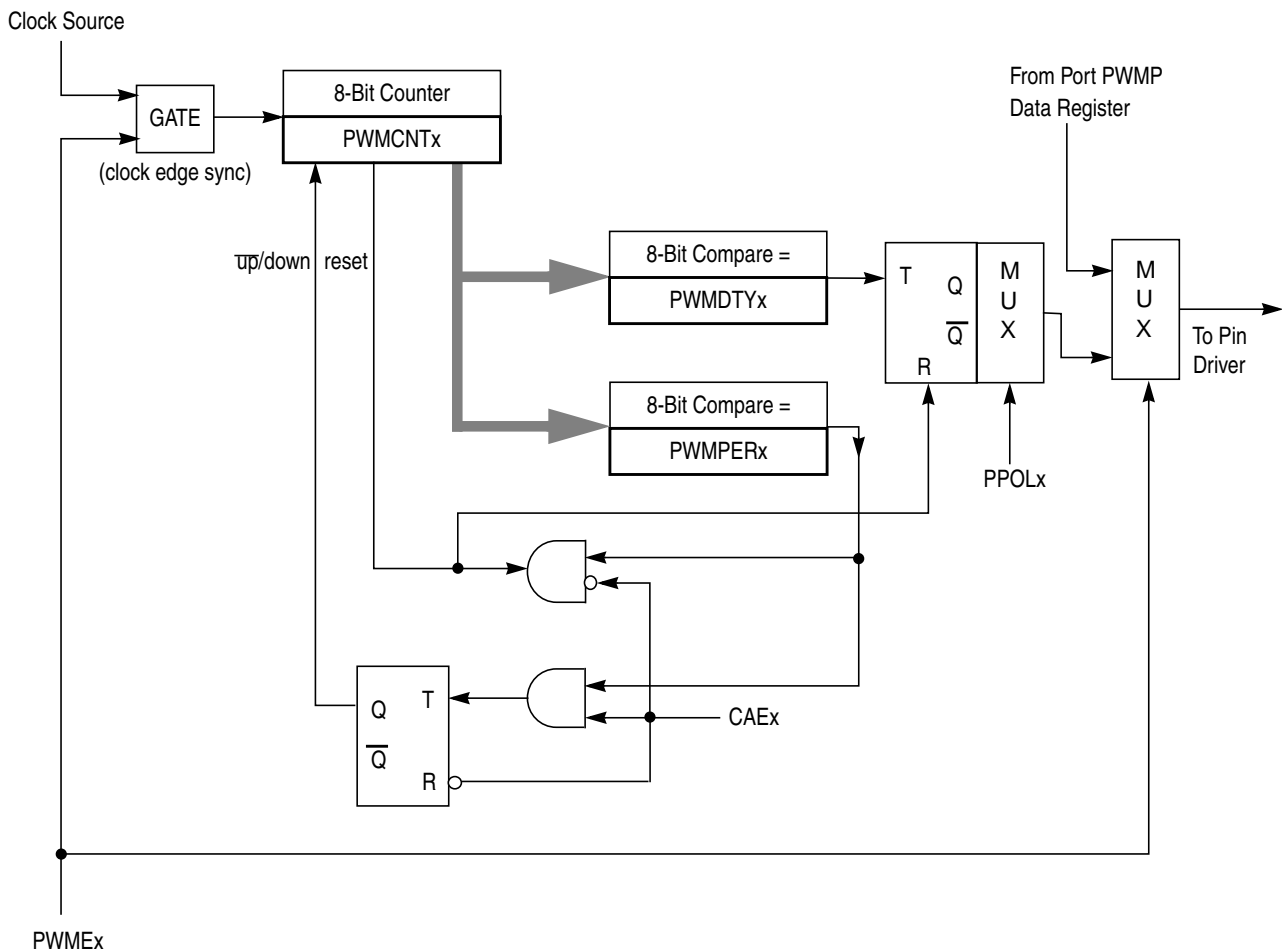 Clock Source
GATE
(clock edge sync)
8-Bit Counter
PWMCNTx
From Port PWMP
Data Register
up/down
reset
8-Bit Compare =
PWMDTYx
T
Q
Q
R
M
U
X
M
U
X
To Pin
Driver
8-Bit Compare =
PWMPERx
PPOLx
Q
T
Q
R
CAEx
PWMEx